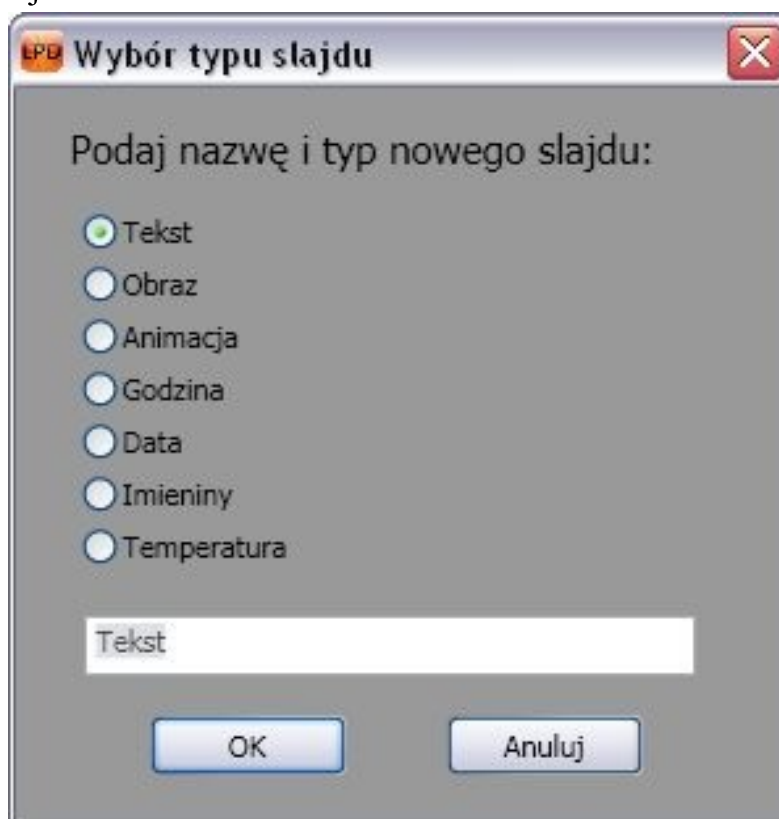 LPD Wybór typu slajdu
Podaj nazwę i typ nowego slajdu:
Tekst
Obraz
Animacja
Godzina
Data
Imieniny
Temperatura
Tekst
OK Anuluj